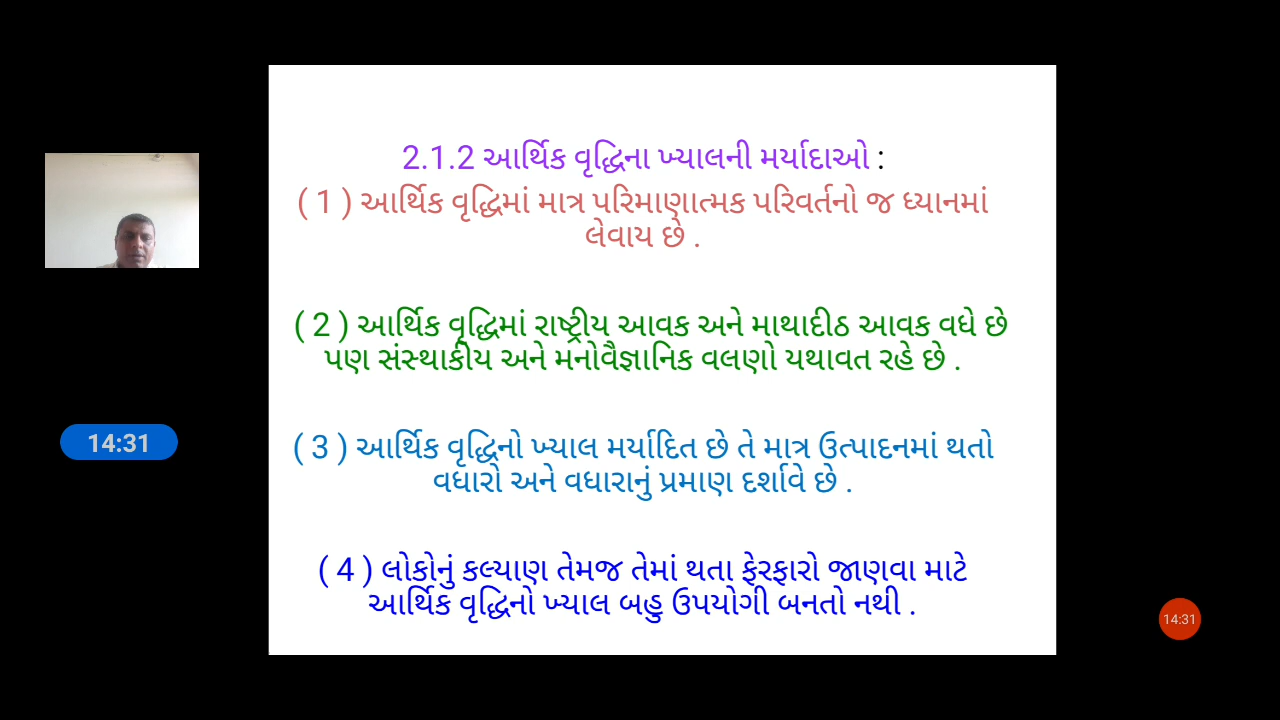 2.1.2 આર્થિક વૃદ્ધિના ખ્યાલની મર્યાદાઓ :
( 1 ) આર્થિક વૃદ્ધિમાં માત્ર પરિમાણાત્મક પરિવર્તનો જ ધ્યાનમાં
લેવાય છે .
( 2 ) આર્થિક વૃદ્ધિમાં રાષ્ટ્રીય આવક અને માથાદીઠ આવક વધે છે
પણ સંસ્થાકીય અને મનોવૈજ્ઞાનિક વલણો યથાવત રહે છે .
14:31
( 3 ) આર્થિક વૃદ્ધિનો ખ્યાલ મર્યાદિત છે તે માત્ર ઉત્પાદનમાં થતો
વધારો અને વધારાનું પ્રમાણ દર્શાવે છે .
( 4 ) લોકોનું કલ્યાણ તેમજ તેમાં થતા ફેરફારો જાણવા માટે
આર્થિક વૃદ્ધિનો ખ્યાલ બહુ ઉપયોગી બનતો નથી .
14:31